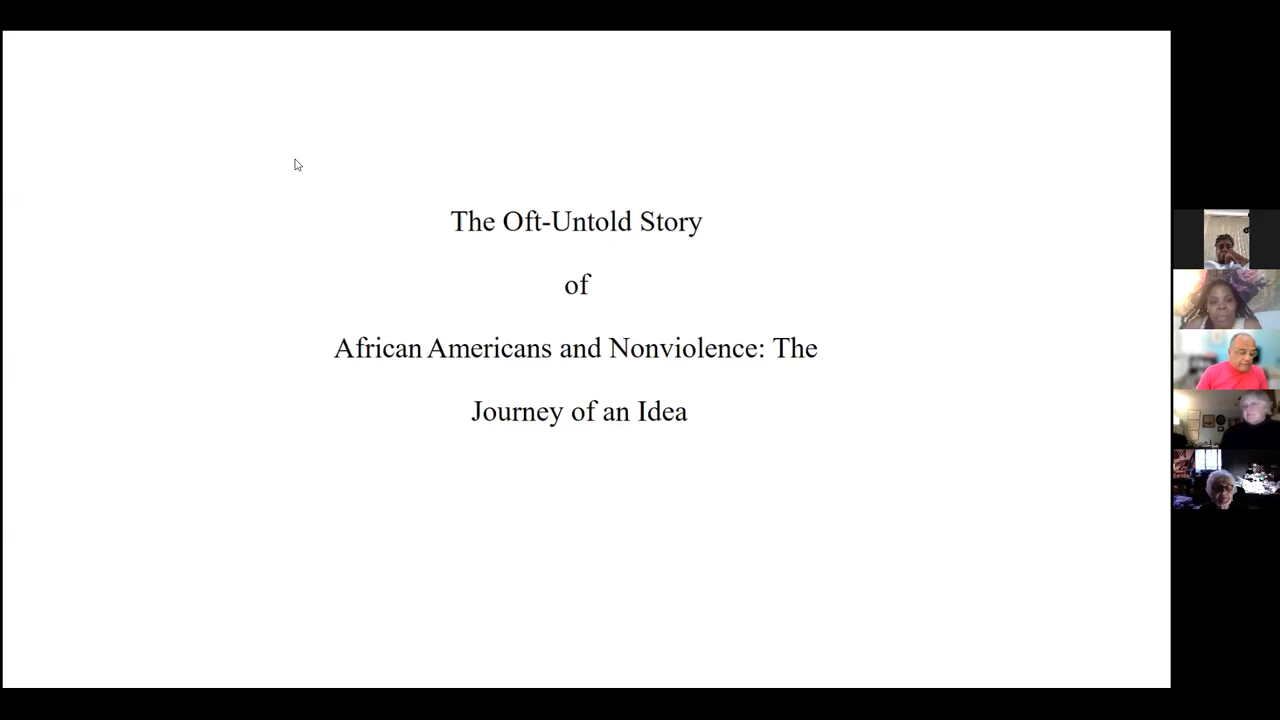 The Oft-Untold Story
of
African Americans and Nonviolence: The
Journey of an Idea